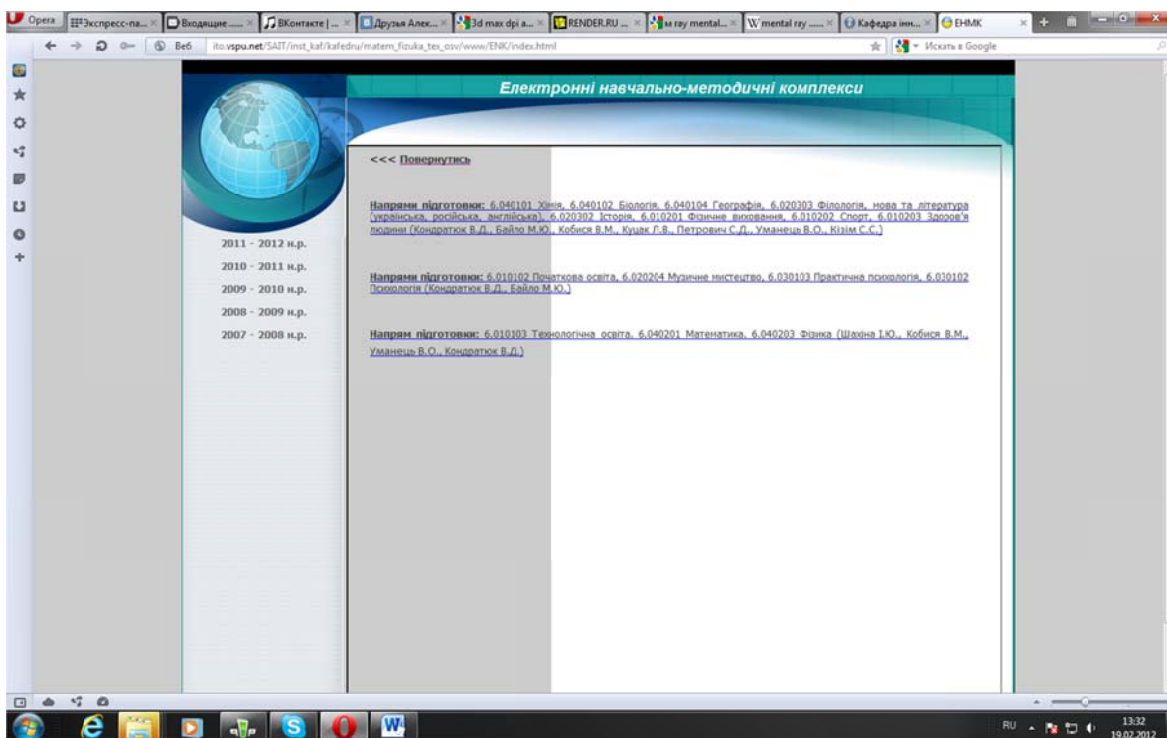 Opera
Экспресс-па...
Входящие ......
ВКонтакте | ...
Друзья Алек...
3d max dpi a...
RENDER.RU - ...
м ray mental...
mental ray ......
Кафедра інн...
ЕНМК
Веб
ito.vspu.net/SAIT/inst_kaf/kafedru/matem_fizuka_tex_osv/www/ENK/index.html
Искать в Google
Електронні навчально-методичні комплекси
<<< Повернутись
Напрями підготовки: 6.040101 Хімія, 6.040102 Біологія, 6.040104 Географія, 6.020303 Філологія, мова та література
(українська, російська, англійська), 6.020302 Історія, 6.010201 Фізичне виховання, 6.010202 Спорт, 6.010203 Здоров'я
людини (Кондратюк В.Д., Байло М.Ю., Кобися В.М., Куцак Л.В., Петрович С.Д., Уманець В.О., Кізім С.С.)
Напрями підготовки: 6.010102 Початкова освіта, 6.020204 Музичне мистецтво, 6.030103 Практична психологія, 6.030102
Психологія (Кондратюк В.Д., Байло М.Ю.)
Напрям підготовки: 6.010103 Технологічна освіта. 6.040201 Математика. 6.040203 Фізика (Шахіна І.Ю., Кобися В.М.,
Уманець В.О., Кондратюк В.Д.)
2011 - 2012 н.р.
2010 - 2011 н.р.
2009 - 2010 н.р.
2008 - 2009 н.р.
2007 - 2008 н.р.
RU
13:32
19.02.2012